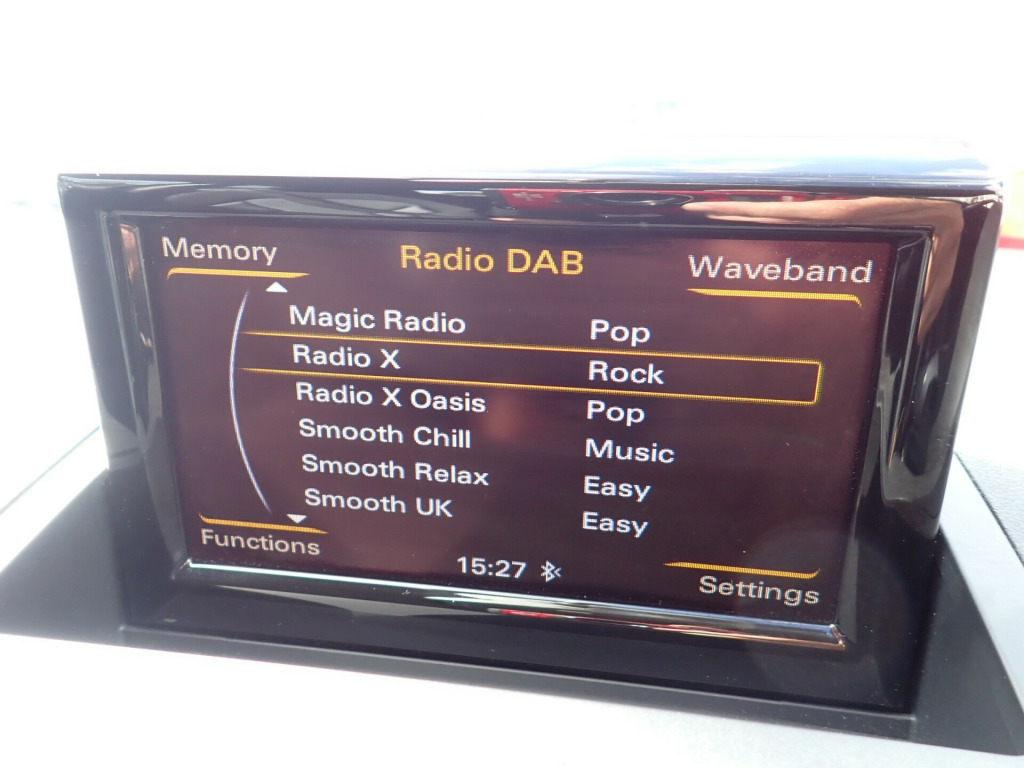 Memory Radio DAB Waveband
Magic Radio Pop
Radio X Rock
Radio X Oasis Pop
Smooth Chill Music
Smooth Relax Easy
Smooth UK Easy
Functions 15:27 Settings